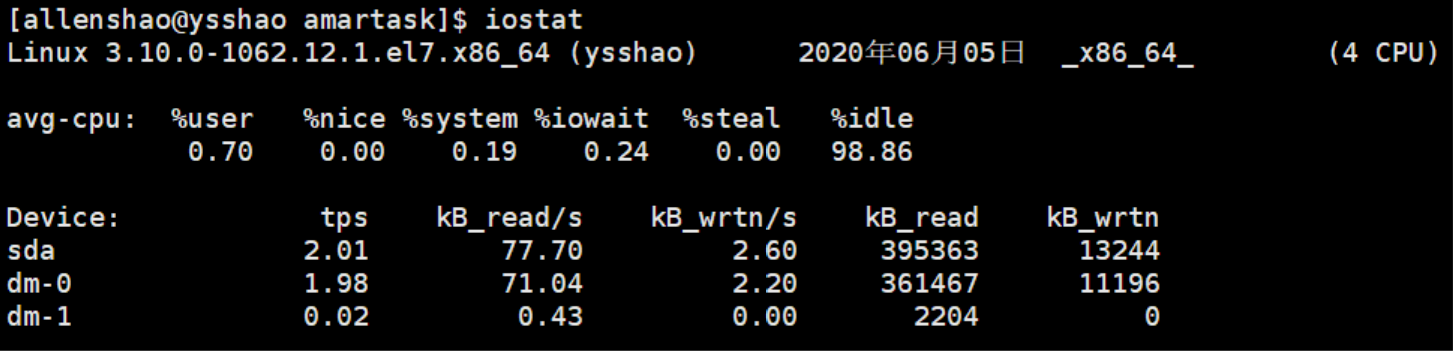 [allenshao@ysshao amartask]$ iostat
Linux 3.10.0-1062.12.1.el7.x86_64 (ysshao) 2020年06月05日 _x86_64_ (4 CPU)
avg-cpu: %user %nice %system %iowait %steal %idle
0.70 0.00 0.19 0.24 0.00 98.86
Device: tps kB_read/s kB_wrtn/s kB_read kB_wrtn
sda 2.01 77.70 2.60 395363 13244
dm-0 1.98 71.04 2.20 361467 11196
dm-1 0.02 0.43 0.00 2204 0